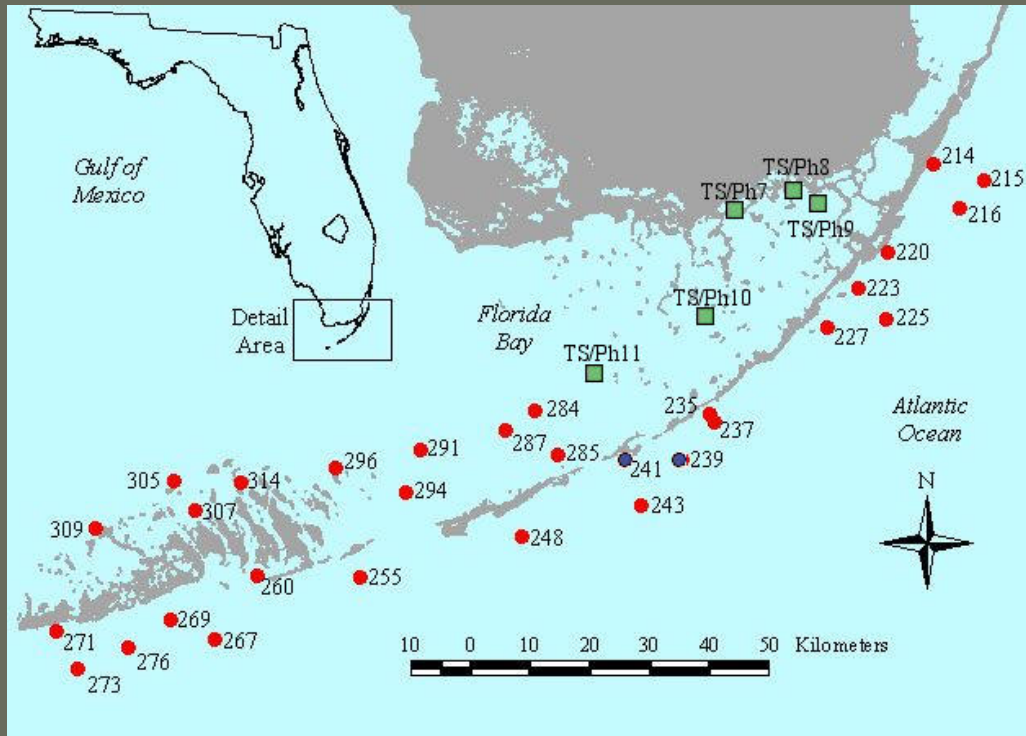 Gulf of
Mexico
Detail
Area
Florida
Bay
TS/Ph8
TS/Ph7
TS/Ph9
TS/Ph10
TS/Ph11
214
215
216
220
223
225
227
235
237
239
241
243
248
284
287
285
291
294
296
305
314
307
309
260
255
269
267
271
276
273
Atlantic
Ocean
N
10 0 10 20 30 40 50 Kilometers